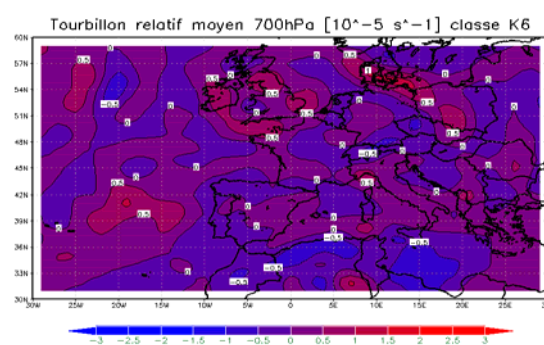 Tourbillon relatif moyen 700hPa [10^-5 s^-1] classe K6
60N
57N
54N
51N
48N
45N
42N
39N
36N
33N
30N
30W 25W 20W 15W 10W 5W 0 5E 10E 15E 20E 25E
-3 -2.5 -2 -1.5 -1 -0.5 0 0.5 1 1.5 2 2.5 3